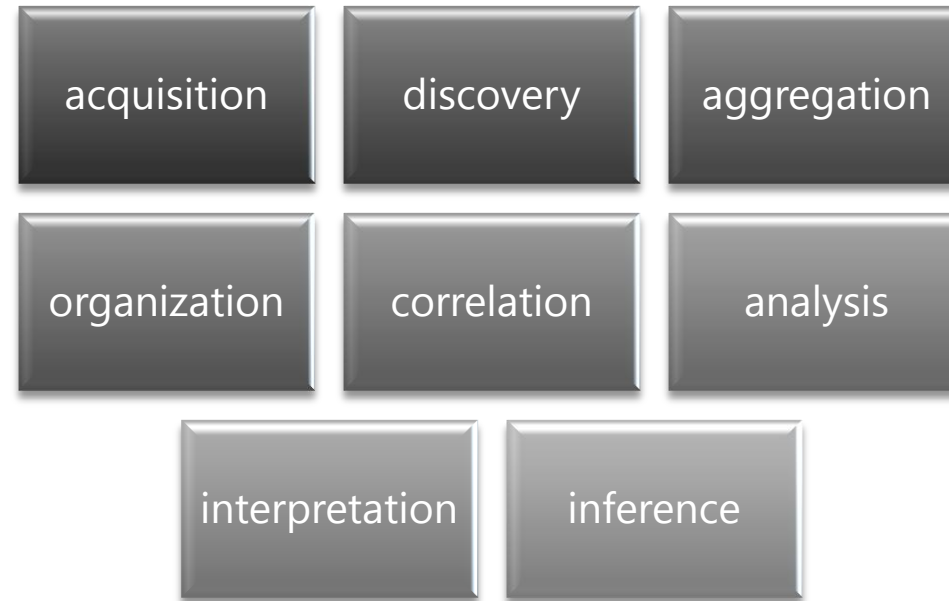 acquisition
discovery
aggregation
organization
correlation
analysis
interpretation
inference